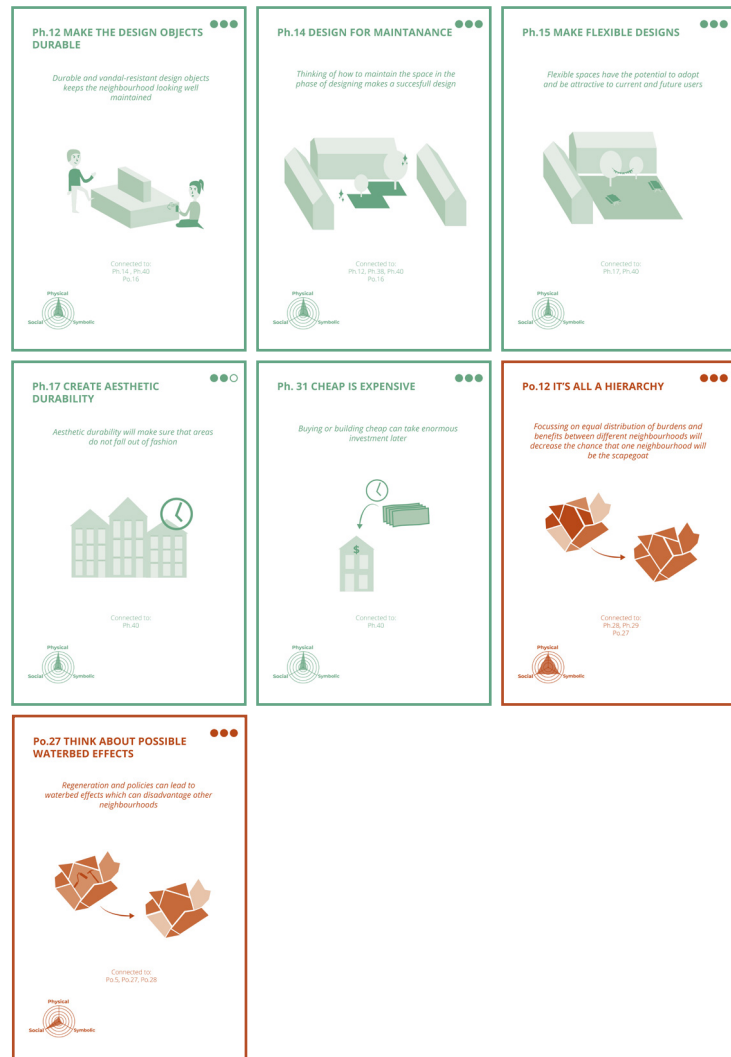 Ph.12 MAKE THE DESIGN OBJECTS
DURABLE
Durable and vandal-resistant design objects
keeps the neighbourhood looking well
maintained
Connected to:
Ph.14 , Ph.40
Po.16
Physical
Social
Symbolic
Ph.14 DESIGN FOR MAINTANANCE
Thinking of how to maintain the space in the
phase of designing makes a succesfull design
Connected to:
Ph.12, Ph.38, Ph.40
Po.16
Physical
Social
Symbolic
Ph.15 MAKE FLEXIBLE DESIGNS
Flexible spaces have the potential to adopt
and be attractive to current and future users
Connected to:
Ph.17, Ph.40
Physical
Social
Symbolic
Ph.17 CREATE AESTHETIC
DURABILITY
Aesthetic durability will make sure that areas
do not fall out of fashion
Connected to:
Ph.40
Physical
Social
Symbolic
Ph. 31 CHEAP IS EXPENSIVE
Buying or building cheap can take enormous
investment later
$
Connected to:
Ph.40
Physical
Social
Symbolic
Po.12 IT'S ALL A HIERARCHY
Focussing on equal distribution of burdens and
benefits between different neighbourhoods will
decrease the chance that one neighbourhood will
be the scapegoat
Connected to:
Ph.28, Ph.29
Po.27
Physical
Social
Symbolic
Po.27 THINK ABOUT POSSIBLE
WATERBED EFFECTS
Regeneration and policies can lead to
waterbed effects which can disadvantage other
neighbourhoods
Connected to:
Po.5, Po.27, Po.28
Physical
Social
Symbolic